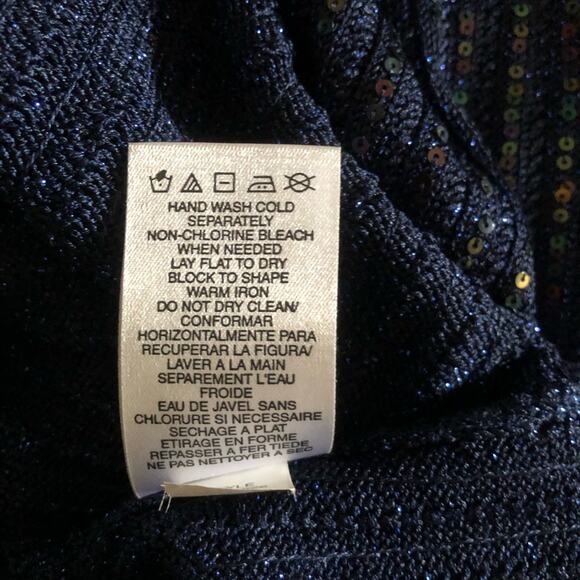 HAND WASH COLD
SEPARATELY
NON-CHLORINE BLEACH
WHEN NEEDED
LAY FLAT TO DRY
BLOCK TO SHAPE
WARM IRON
DO NOT DRY CLEAN/
CONFORMAR
HORIZONTALMENTE PARA
RECUPERAR LA FIGURA/
LAVER A LA MAIN
SEPAREMENT L'EAU
FROIDE
EAU DE JAVEL SANS
CHLORURE SI NECESSAIRE
SECHAGE A PLAT
ETIRAGE EN FORME
REPASSER A FER TIEDE
NE PAS NETTOYER A SEC